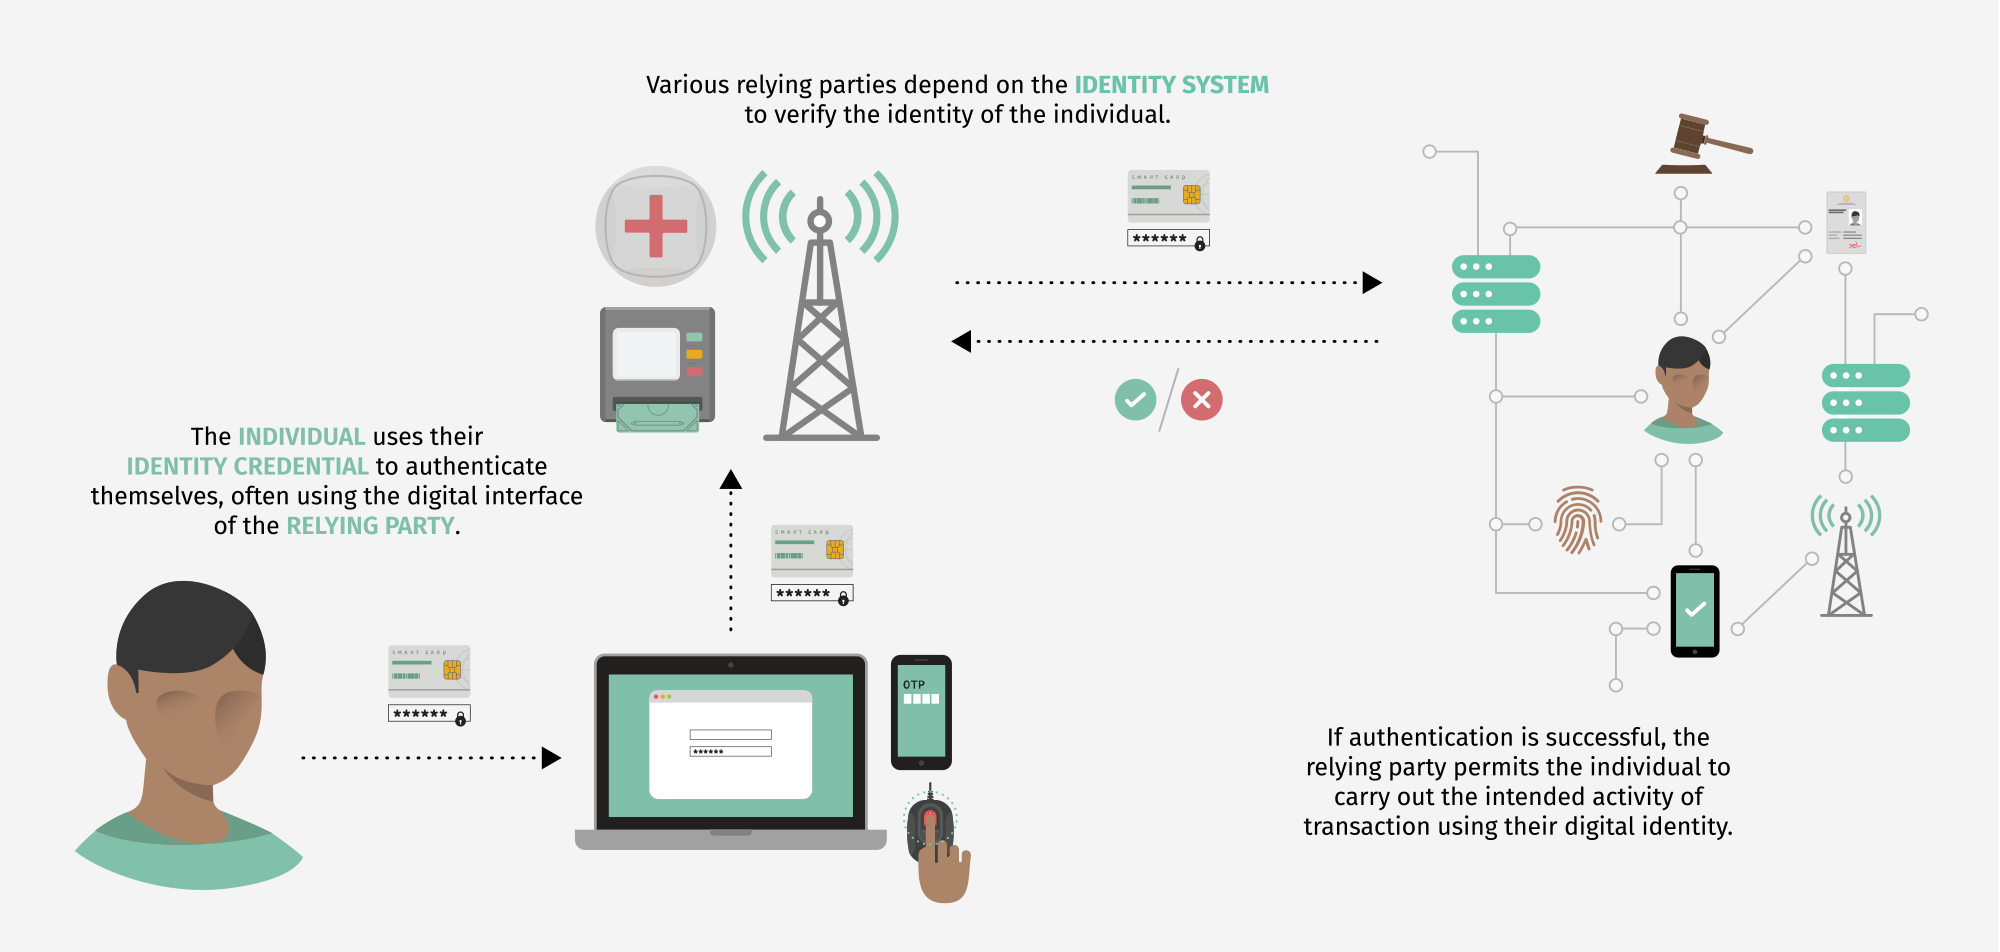 Various relying parties depend on the IDENTITY SYSTEM
to verify the identity of the individual.
SMART CARD
******
The INDIVIDUAL uses their
IDENTITY CREDENTIAL to authenticate
themselves, often using the digital interface
of the RELYING PARTY.
SMART CARD
******
SMART CARD
******
OTP
******
If authentication is successful, the
relying party permits the individual to
carry out the intended activity of
transaction using their digital identity.